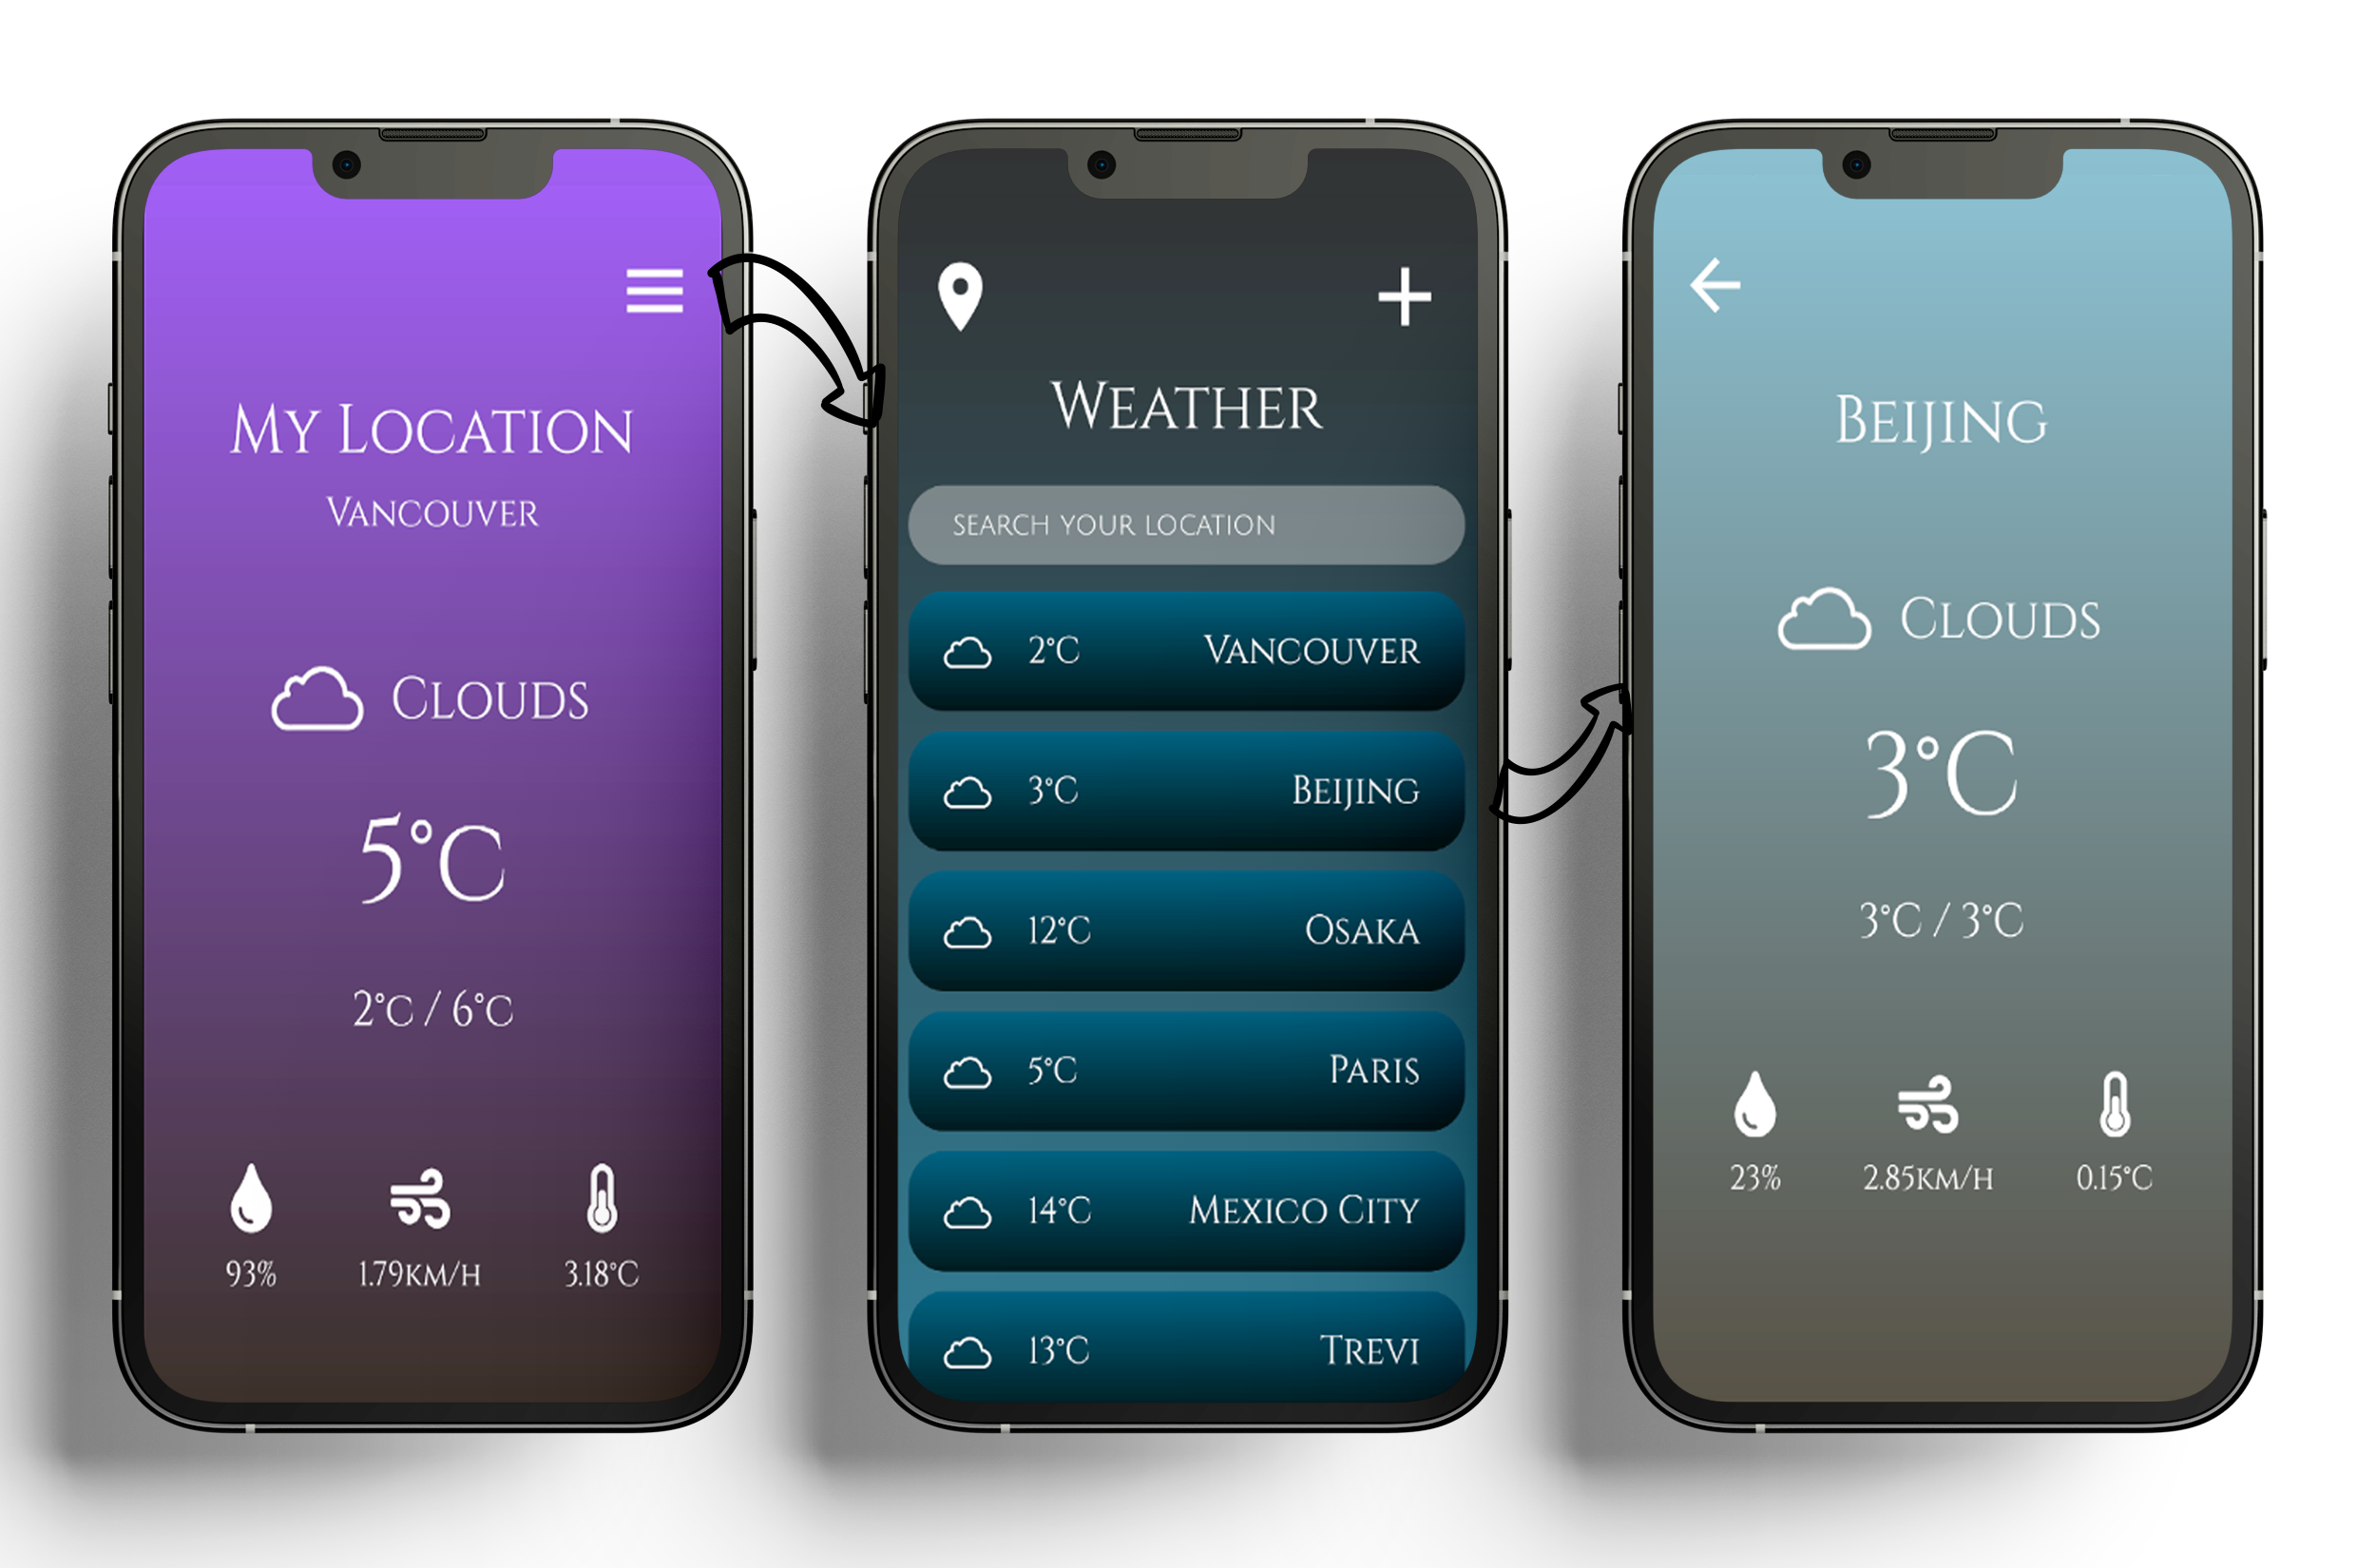 My Location
Vancouver
Clouds
5°C
2°C / 6°C
93% 1.79km/h 3.18°C
Weather
Search your location
2°C Vancouver
3°C Beijing
12°C Osaka
5°C Paris
14°C Mexico City
13°C Trevi
Beijing
Clouds
3°C
3°C / 3°C
23% 2.85km/h 0.15°C